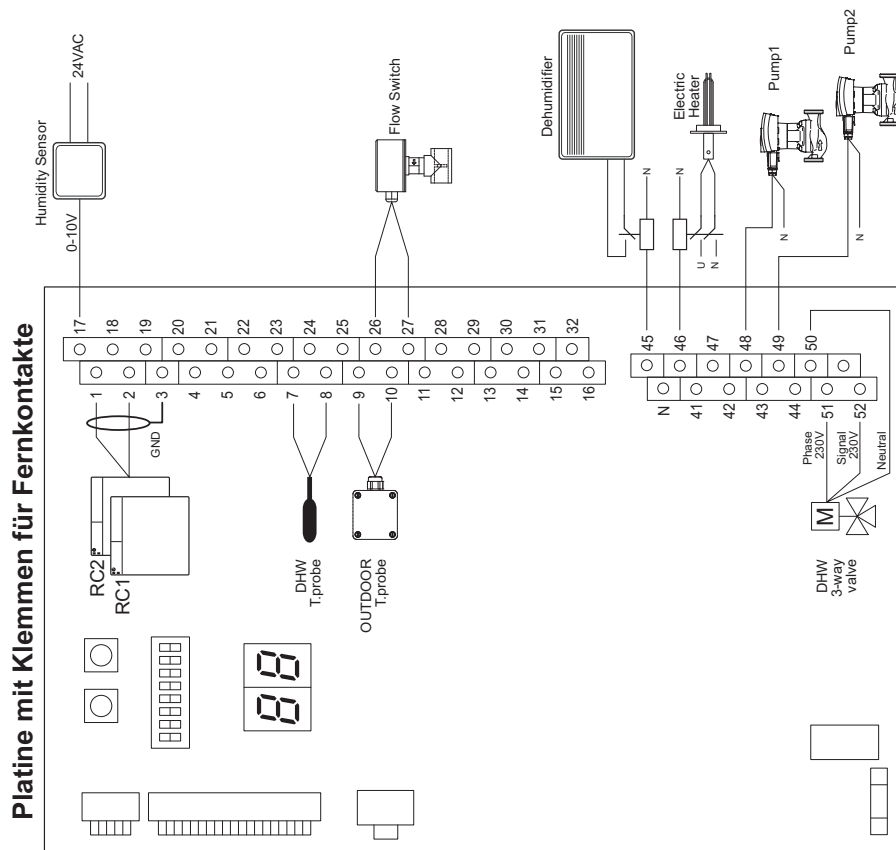 Platine mit Klemmen für Fernkontakte
24VAC
Humidity Sensor
0-10V
Flow Switch
Dehumidifier
N
Electric
Heater
N
U
N
Pump1
N
Pump2
N
17
18
19
20
21
22
23
24
25
26
27
28
29
30
31
32
1
2
3
4
5
6
7
8
9
10
11
12
13
14
15
16
GND
RC2
RC1
DHW
T.probe
OUTDOOR
T.probe
88
45
46
47
48
49
50
N
41
42
43
44
51
52
Phase
230V
Signal
230V
Neutral
M
DHW
3-way
valve